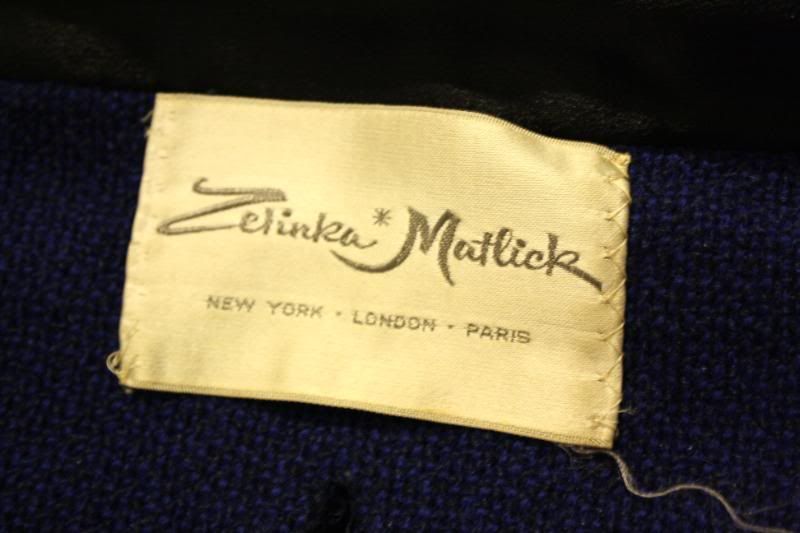 Zelinka*Matlick
NEW YORK · LONDON · PARIS